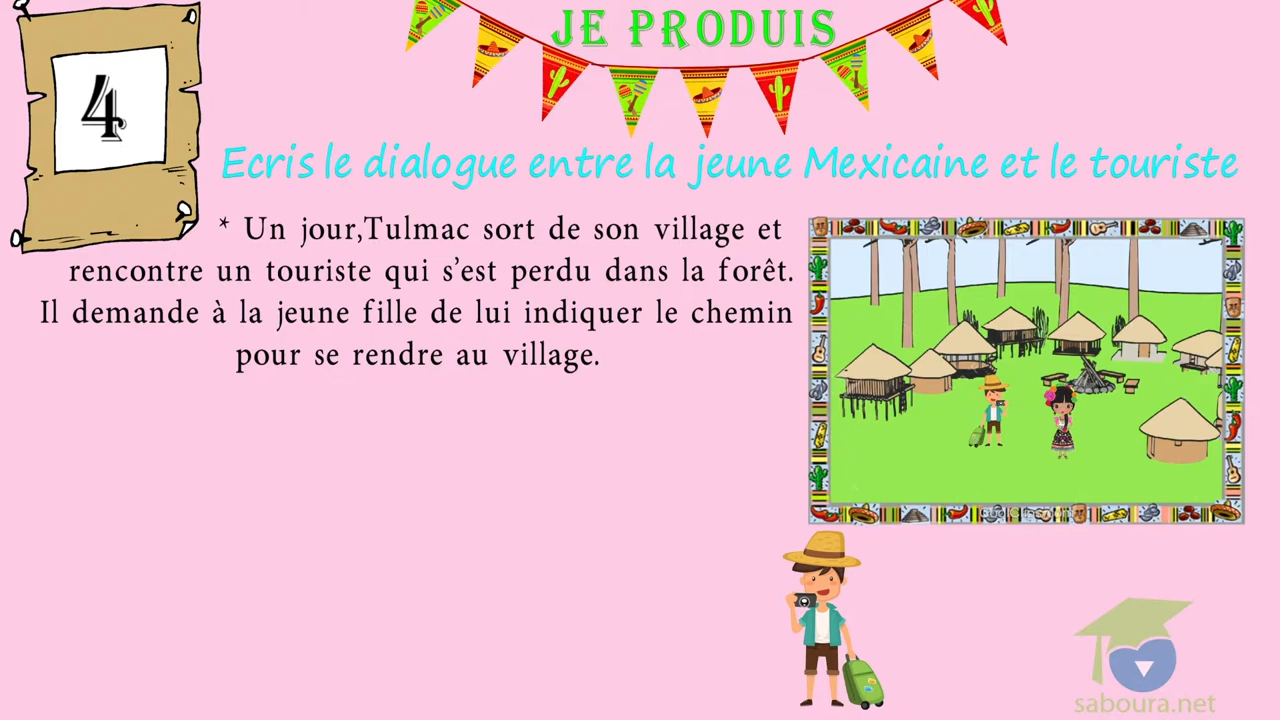 4
JE PRODUIS
Ecris le dialogue entre la jeune Mexicaine et le touriste
* Un jour,Tulmac sort de son village et
rencontre un touriste qui s'est perdu dans la forêt.
Il demande à la jeune fille de lui indiquer le chemin
pour se rendre au village.
saboura.net